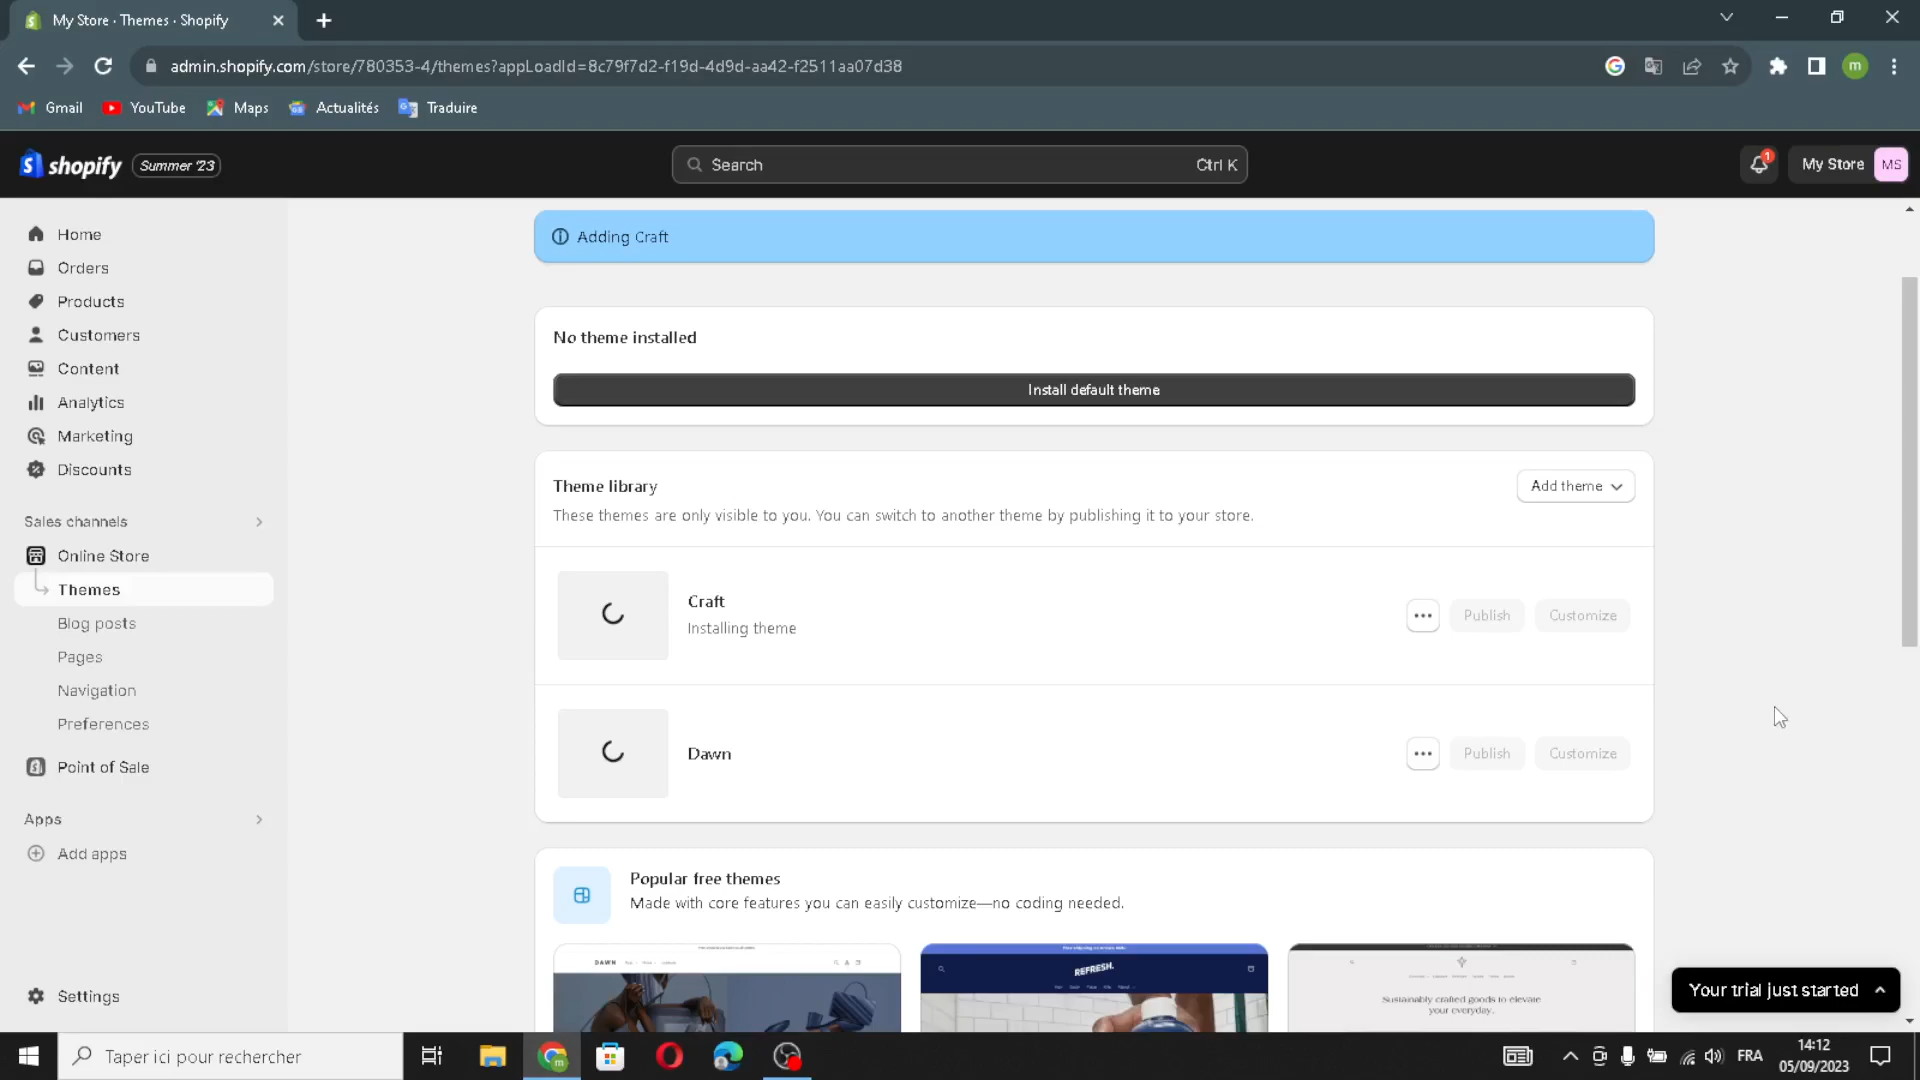 My Store · Themes · Shopify
admin.shopify.com/store/780353-4/themes?appLoadId=8c79f7d2-f19d-4d9d-aa42-f2511aa07d38
m
Gmail
YouTube
Maps
Actualités
Traduire
shopify
Summer '23
Search
Ctrl K
1
My Store
MS
Home
Orders
Products
Customers
Content
Analytics
Marketing
Discounts
Sales channels
Online Store
Themes
Blog posts
Pages
Navigation
Preferences
Point of Sale
Apps
Add apps
Settings
Adding Craft
No theme installed
Install default theme
Theme library
Add theme
These themes are only visible to you. You can switch to another theme by publishing it to your store.
Craft
Installing theme
Publish
Customize
Dawn
Publish
Customize
Popular free themes
Made with core features you can easily customize—no coding needed.
DAWN
REFRESH.
Sustainably crafted goods to elevate
your everyday.
Your trial just started
Taper ici pour rechercher
FRA
14:12
05/09/2023